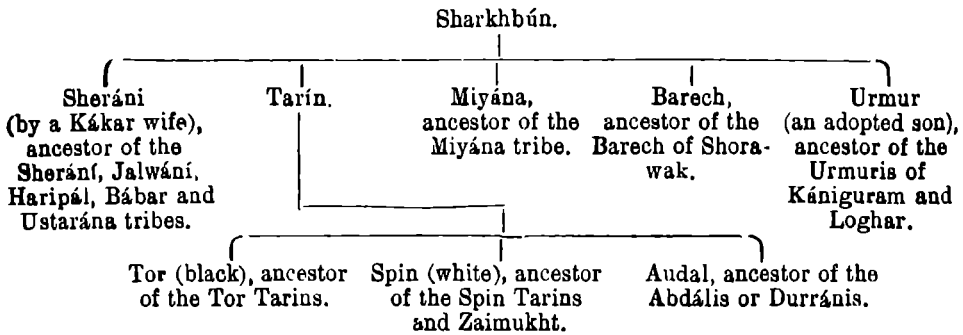 Sharkhbún.
Sheráni
(by a Kákar wife),
ancestor of the
Sherání, Jalwání,
Haripál, Bábar and
Ustarána tribes.
Tarín.
Miyána,
ancestor of the
Miyána tribe.
Barech,
ancestor of the
Barech of Shora-
wak.
Urmur
(an adopted son),
ancestor of the
Urmuris of
Kániguram and
Loghar.
Tor (black), ancestor
of the Tor Tarins.
Spin (white), ancestor
of the Spin Tarins
and Zaimukht.
Audal, ancestor of the
Abdális or Durránis.